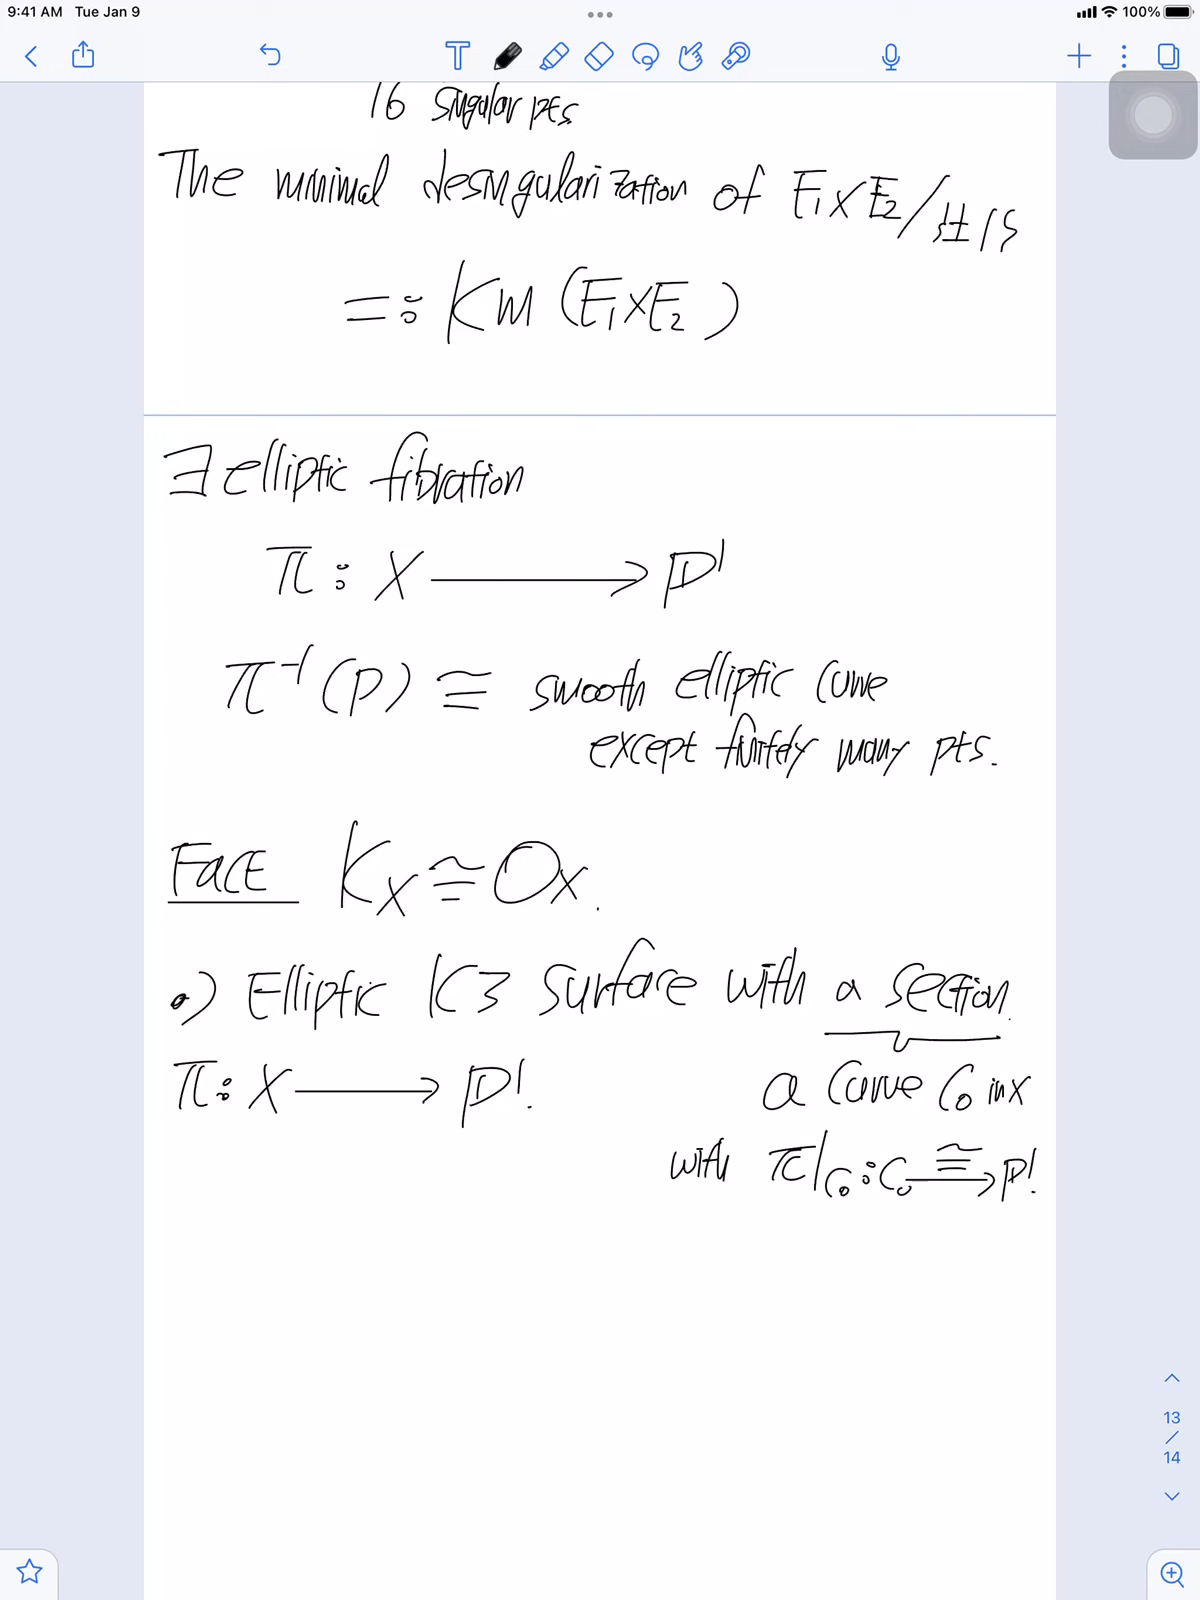 9:41 AM Tue Jan 9
100%
16 singular pts
The minimal desingularization of E₁×E₂/{±1}
=: Km (E₁×E₂)
∃ elliptic fibration
π : X ⟶ ℙ¹
π⁻¹(p) ≅ smooth elliptic curve
except finitely many pts.
Fact K_X ≅ O_X.
•) Elliptic K3 surface with a section.
π : X ⟶ ℙ¹.
a curve C₀ in X
with π|_{C₀} : C₀ ⟶≅ ℙ¹.
13
/
14